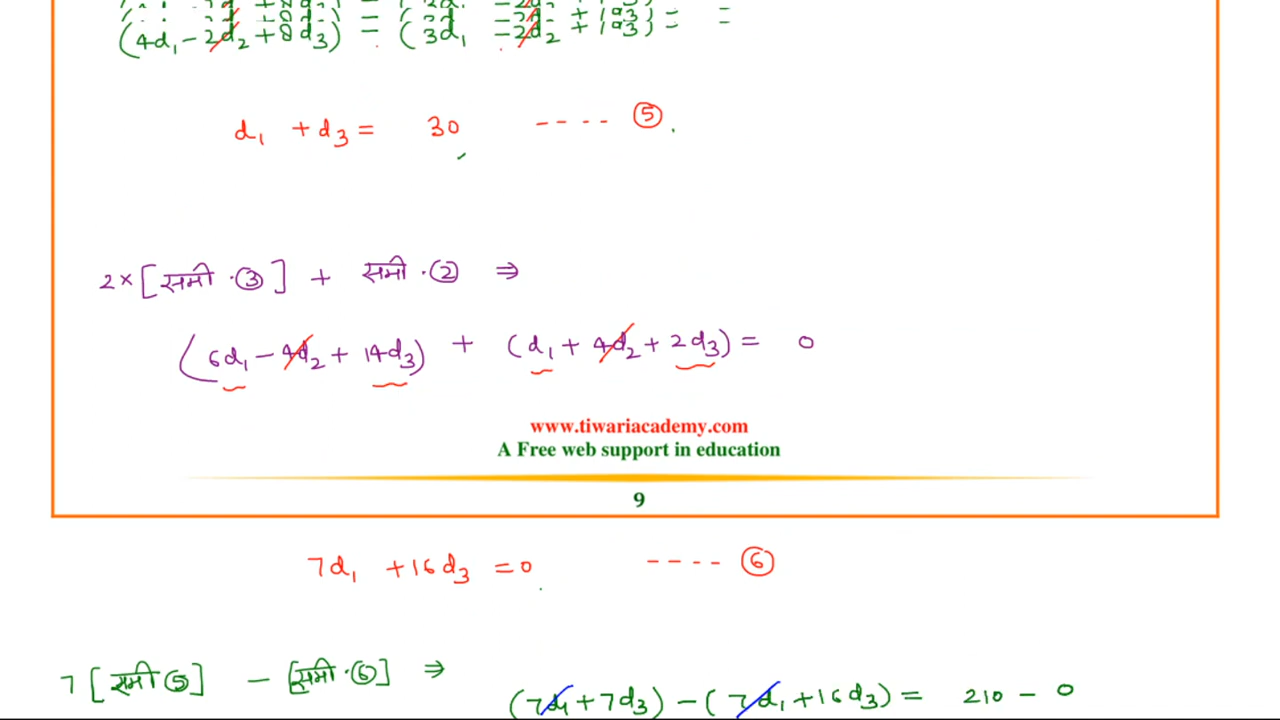 (4d₁ - 2d₂ + 8d₃) = (3d₁ - 2d₂ + 1d₃) = =
d₁ + d₃ = 30 ---- ⑤
2 × [समी · ③] + समी · ② ⇒
(6d₁ - 4d₂ + 14d₃) + (d₁ + 4d₂ + 2d₃) = 0
www.tiwariacademy.com
A Free web support in education
9
7d₁ + 16d₃ = 0 ---- ⑥
7 [समी ⑤] - [समी · ⑥] ⇒
(7d₁ + 7d₃) - (7d₁ + 16d₃) = 210 - 0